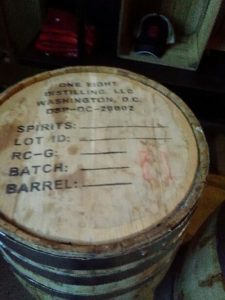 ONE EIGHT
DISTILLING, LLC
WASHINGTON, D.C.
DSP-DC-20002
SPIRITS:
LOT ID:
RC-G:
BATCH:
BARREL: